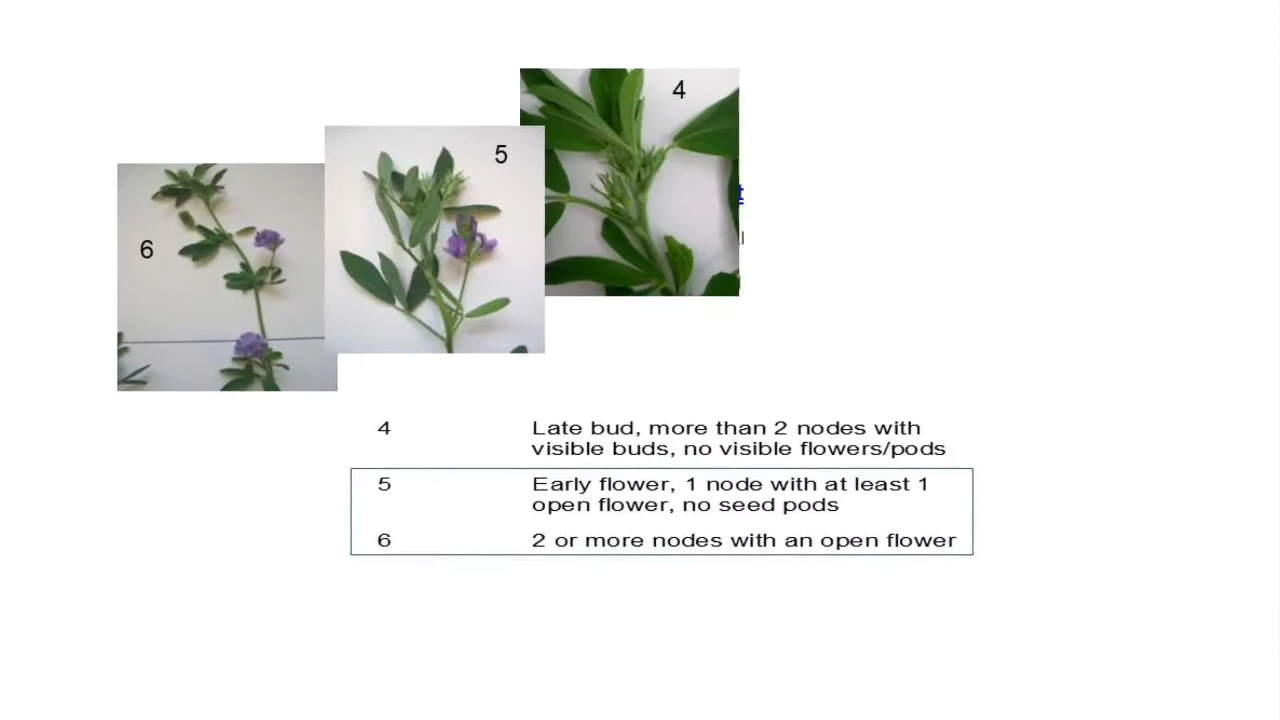 4
5
6
t
4 Late bud, more than 2 nodes with
visible buds, no visible flowers/pods
5 Early flower, 1 node with at least 1
open flower, no seed pods
6 2 or more nodes with an open flower